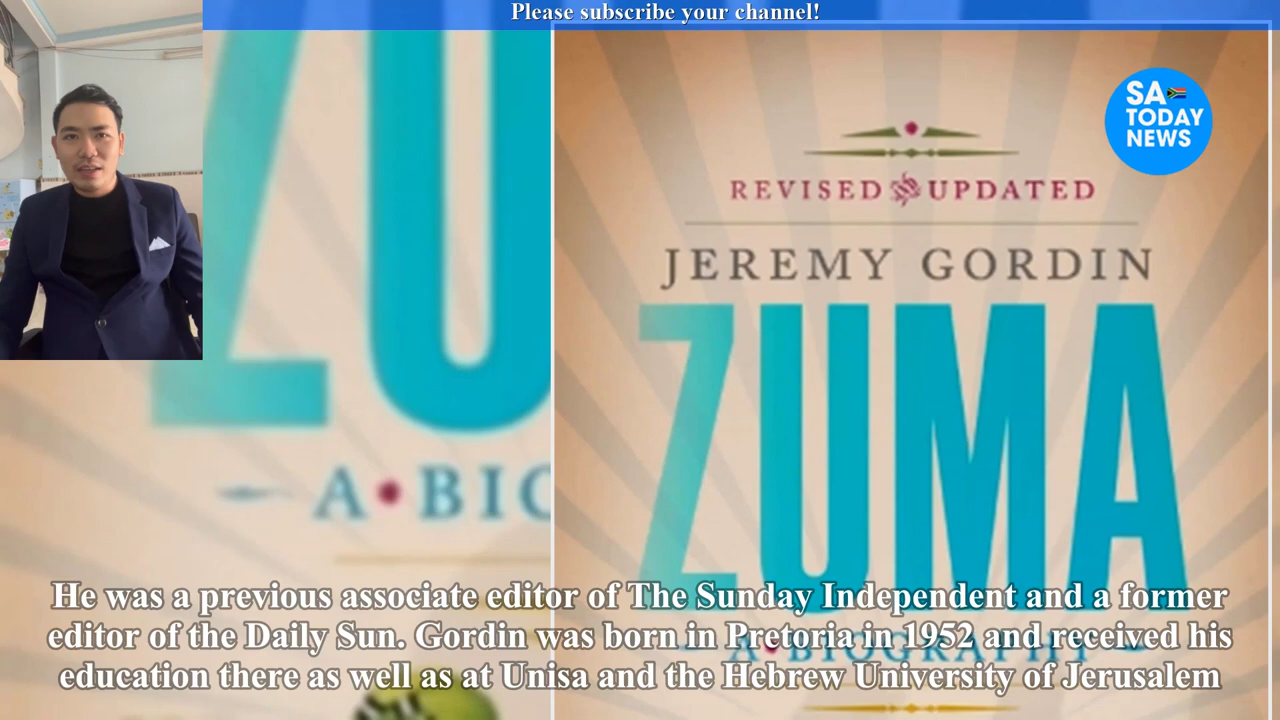 Please subscribe your channel!
SA
TODAY
NEWS
REVISED UPDATED
JEREMY GORDIN
ZUMA
A BIOGRAPHY
ZU
A BIO
He was a previous associate editor of The Sunday Independent and a former
editor of the Daily Sun. Gordin was born in Pretoria in 1952 and received his
education there as well as at Unisa and the Hebrew University of Jerusalem